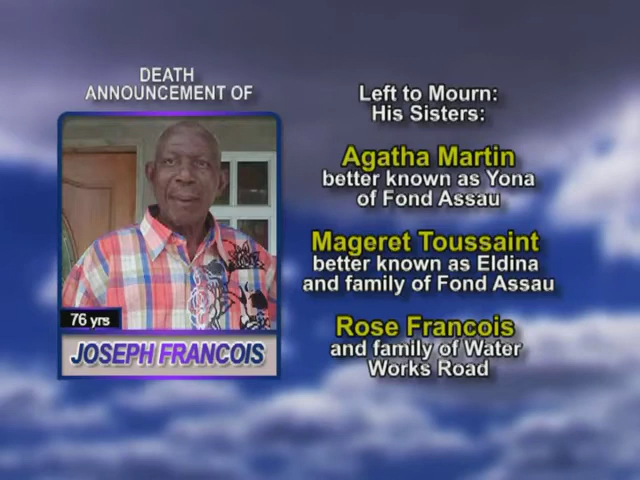 DEATH
ANNOUNCEMENT OF
76 yrs
JOSEPH FRANCOIS
Left to Mourn:
His Sisters:
Agatha Martin
better known as Yona
of Fond Assau
Mageret Toussaint
better known as Eldina
and family of Fond Assau
Rose Francois
and family of Water
Works Road